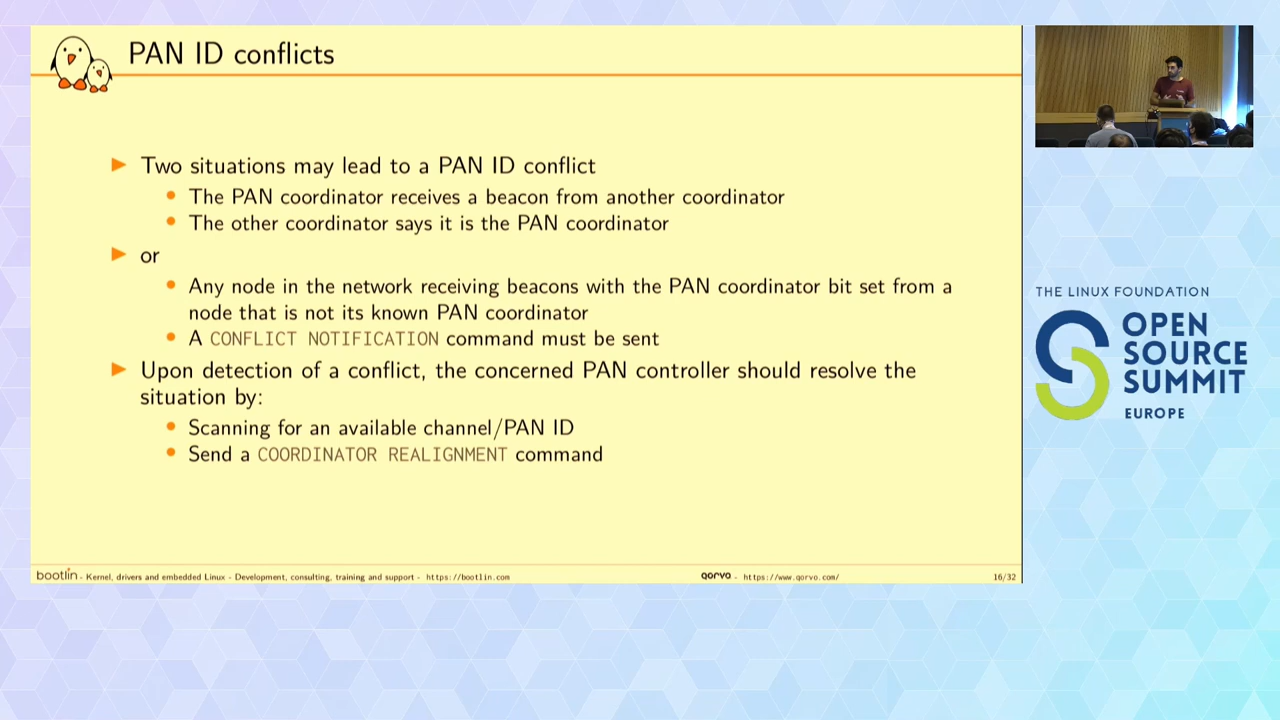 PAN ID conflicts
Two situations may lead to a PAN ID conflict
The PAN coordinator receives a beacon from another coordinator
The other coordinator says it is the PAN coordinator
or
Any node in the network receiving beacons with the PAN coordinator bit set from a
node that is not its known PAN coordinator
A CONFLICT NOTIFICATION command must be sent
Upon detection of a conflict, the concerned PAN controller should resolve the
situation by:
Scanning for an available channel/PAN ID
Send a COORDINATOR REALIGNMENT command
bootlin - Kernel, drivers and embedded Linux - Development, consulting, training and support - https://bootlin.com
qorvo - https://www.qorvo.com/
16/32
THE LINUX FOUNDATION
OPEN
SOURCE
SUMMIT
EUROPE